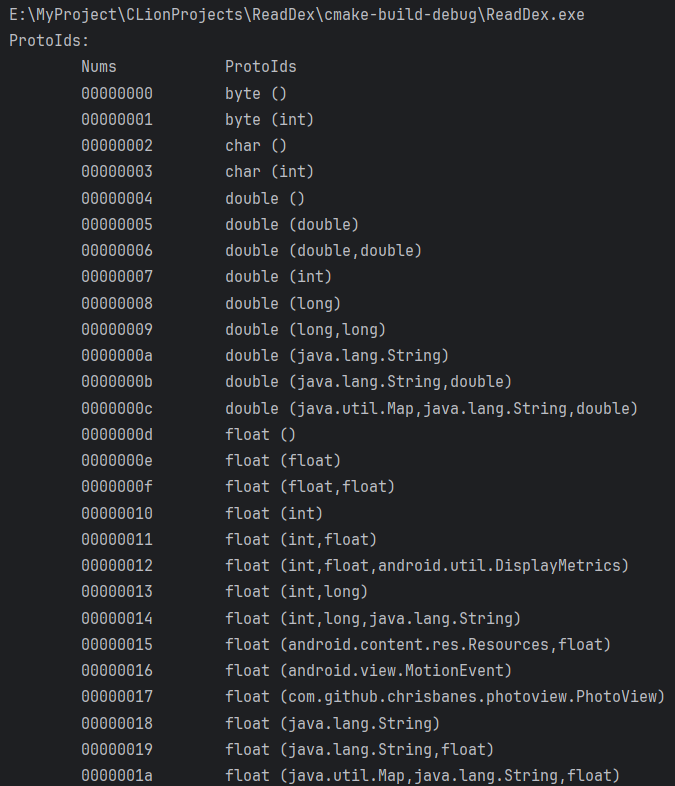 E:\MyProject\CLionProjects\ReadDex\cmake-build-debug\ReadDex.exe
ProtoIds:
Nums ProtoIds
00000000 byte ()
00000001 byte (int)
00000002 char ()
00000003 char (int)
00000004 double ()
00000005 double (double)
00000006 double (double,double)
00000007 double (int)
00000008 double (long)
00000009 double (long,long)
0000000a double (java.lang.String)
0000000b double (java.lang.String,double)
0000000c double (java.util.Map,java.lang.String,double)
0000000d float ()
0000000e float (float)
0000000f float (float,float)
00000010 float (int)
00000011 float (int,float)
00000012 float (int,float,android.util.DisplayMetrics)
00000013 float (int,long)
00000014 float (int,long,java.lang.String)
00000015 float (android.content.res.Resources,float)
00000016 float (android.view.MotionEvent)
00000017 float (com.github.chrisbanes.photoview.PhotoView)
00000018 float (java.lang.String)
00000019 float (java.lang.String,float)
0000001a float (java.util.Map,java.lang.String,float)